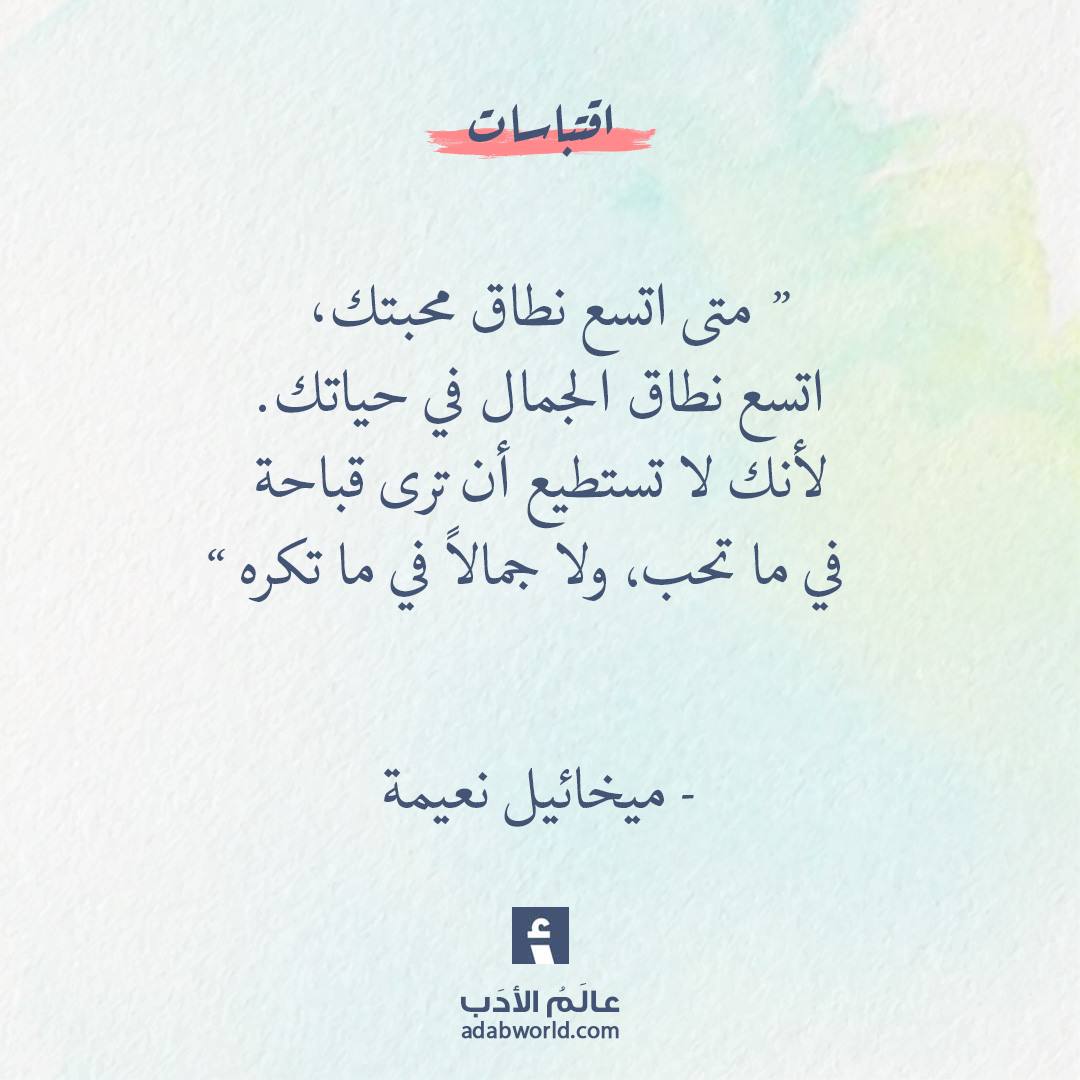 اقتباسات
” متى اتسع نطاق محبتك،
اتسع نطاق الجمال في حياتك.
لأنك لا تستطيع أن ترى قباحة
في ما تحب، ولا جمالاً في ما تكره “
- ميخائيل نعيمة
أ
عالَمُ الأدَب
adabworld.com